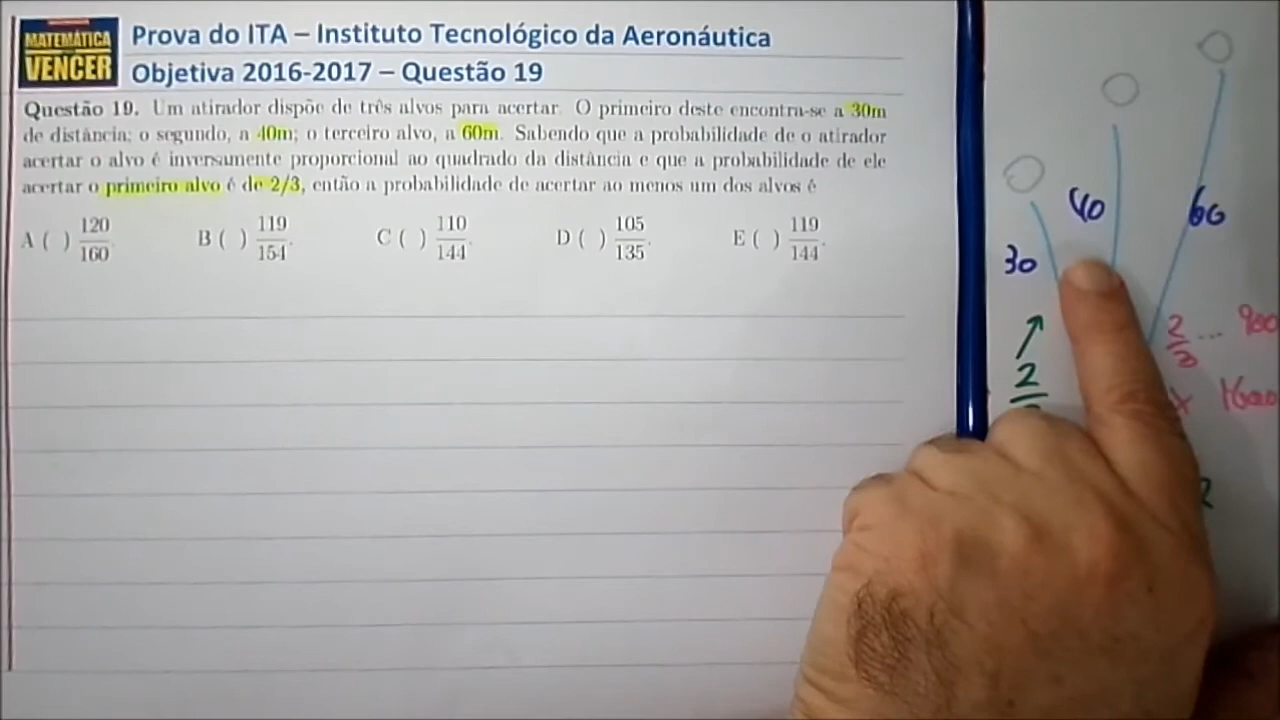 MATEMÁTICA
VENCER
Prova do ITA – Instituto Tecnológico da Aeronáutica
Objetiva 2016-2017 – Questão 19
Questão 19. Um atirador dispõe de três alvos para acertar. O primeiro deste encontra-se a 30m
de distância; o segundo, a 40m; o terceiro alvo, a 60m. Sabendo que a probabilidade de o atirador
acertar o alvo é inversamente proporcional ao quadrado da distância e que a probabilidade de ele
acertar o primeiro alvo é de 2/3, então a probabilidade de acertar ao menos um dos alvos é
A ( ) 120/160. B ( ) 119/154. C ( ) 110/144. D ( ) 105/135. E ( ) 119/144.
40
60
30
2/3 ... 900
2
x 1600
2